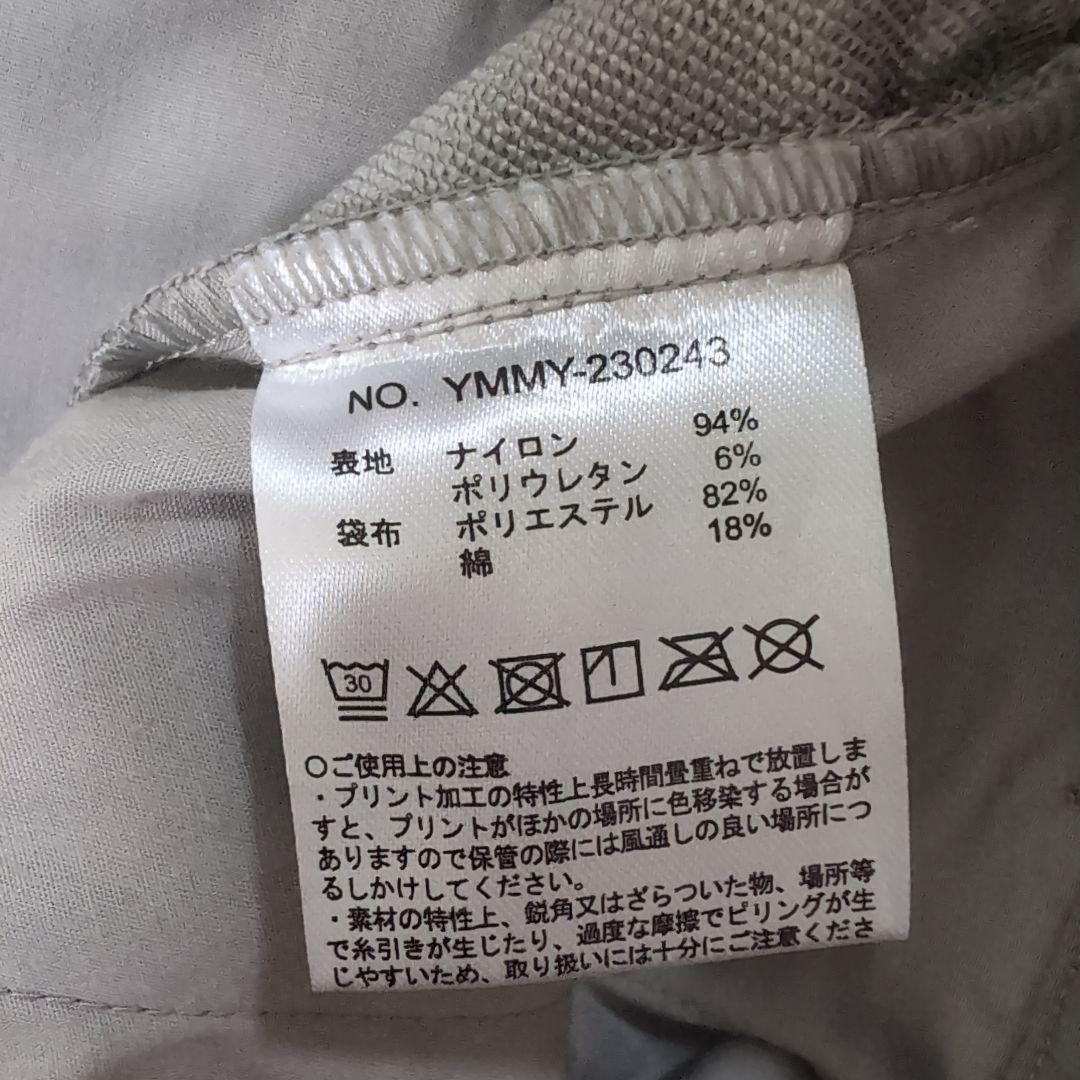 NO. YMMY-230243
表地 ナイロン 94%
ポリウレタン 6%
袋布 ポリエステル 82%
綿 18%
30
○ご使用上の注意
・プリント加工の特性上長時間畳重ねで放置しま
すと、プリントがほかの場所に色移染する場合が
ありますので保管の際には風通しの良い場所につ
るしかけしてください。
・素材の特性上、鋭角又はざらついた物、場所等
で糸引きが生じたり、過度な摩擦でピリングが生
じやすいため、取り扱いには十分にご注意くださ